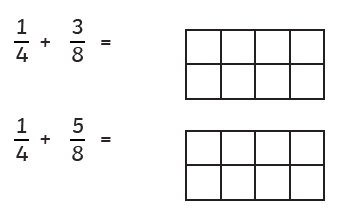 1/4 + 3/8 =
1/4 + 5/8 =